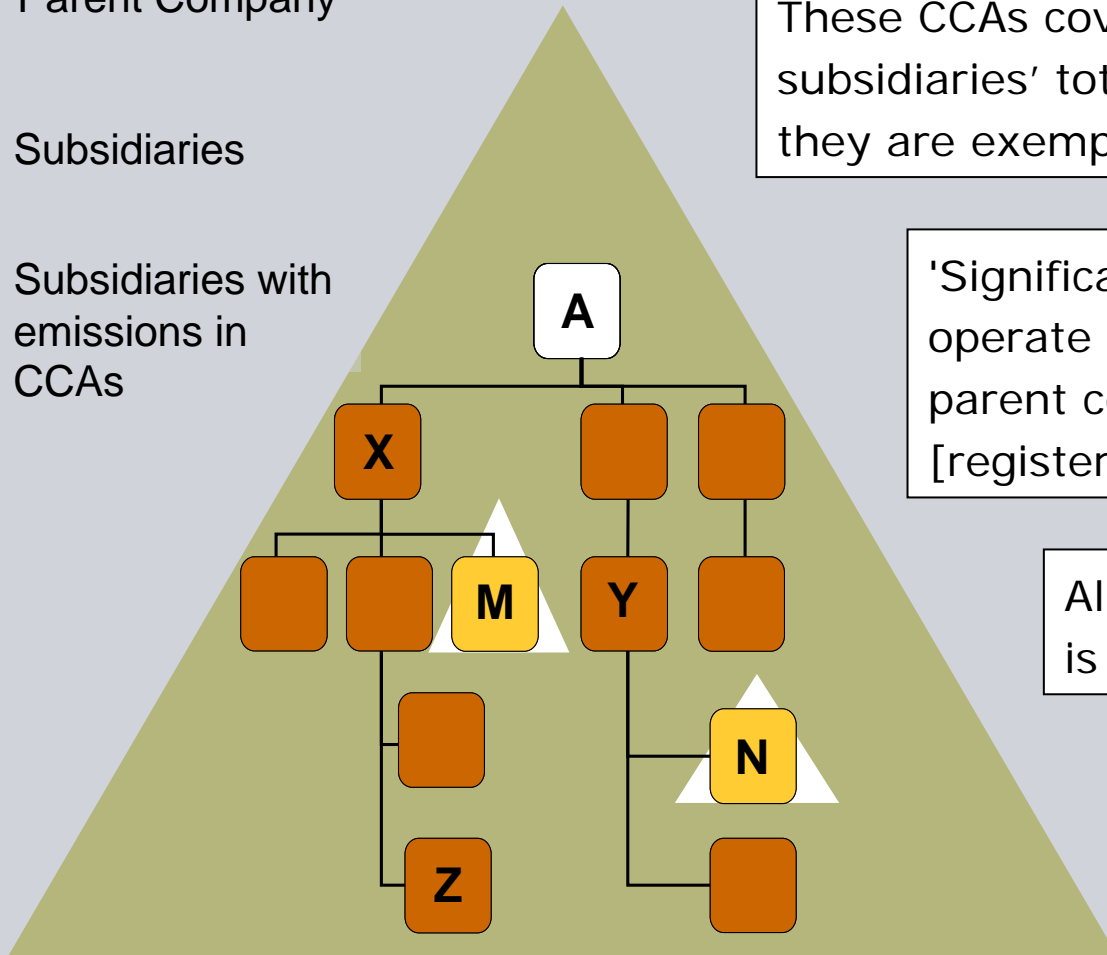 Parent Company
Subsidiaries
Subsidiaries with
emissions in
CCAs
These CCAs cov
subsidiaries’ tot
they are exemp
'Significa
operate
parent c
[register
Al
is
A
X
M
Y
N
Z